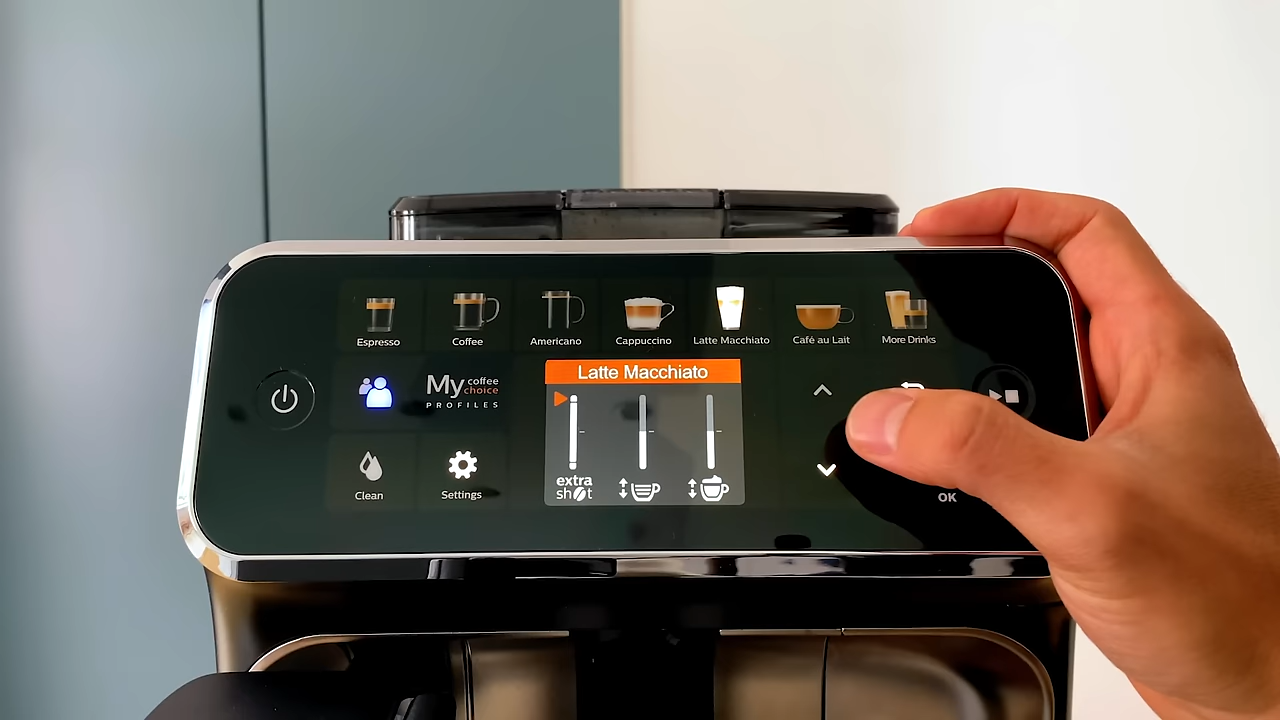 Espresso
Coffee
Americano
Cappuccino
Latte Macchiato
Café au Lait
More Drinks
My coffee choice
PROFILES
Latte Macchiato
Clean
Settings
extra
shot
OK